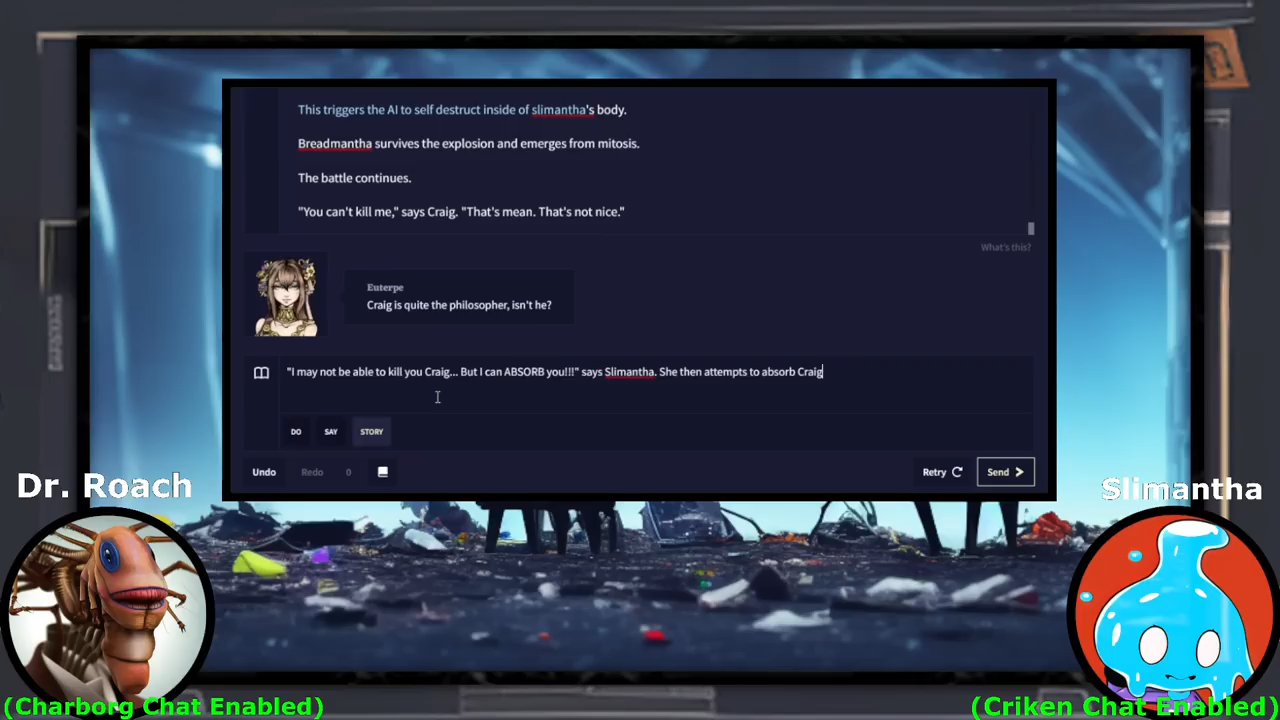 This triggers the AI to self destruct inside of slimantha's body.
Breadmantha survives the explosion and emerges from mitosis.
The battle continues.
"You can't kill me," says Craig. "That's mean. That's not nice."
What's this?
Euterpe
Craig is quite the philosopher, isn't he?
"I may not be able to kill you Craig... But I can ABSORB you!!!" says Slimantha. She then attempts to absorb Craig
DO SAY STORY
Undo Redo 0 Retry Send
Dr. Roach
Slimantha
(Charborg Chat Enabled)
(Criken Chat Enabled)